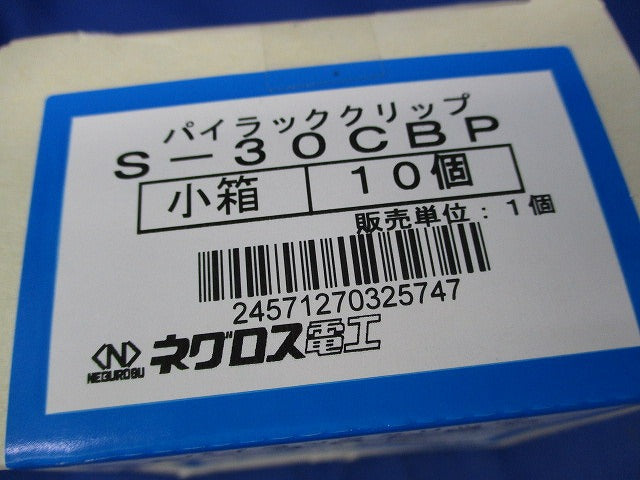 パイラッククリップ
S－30CBP
小箱 10個
販売単位：1個
24571270325747
NEGUROSU ネグロス電工